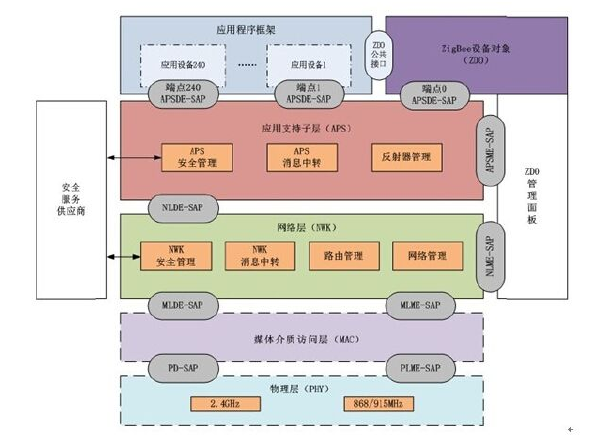 应用程序框架
应用设备240
……
应用设备1
ZDO
公共
接口
ZigBee设备对象
(ZDO)
端点240
APSDE-SAP
端点1
APSDE-SAP
端点0
APSDE-SAP
应用支持子层(APS)
APS
安全管理
APS
消息中转
反射器管理
APSME-SAP
安全
服务
供应商
ZDO
管理
面板
NLDE-SAP
网络层(NWK)
NWK
安全管理
NWK
消息中转
路由管理
网络管理
NLME-SAP
MLDE-SAP
MLME-SAP
媒体介质访问层(MAC)
PD-SAP
PLME-SAP
物理层(PHY)
2.4GHz
868/915MHz